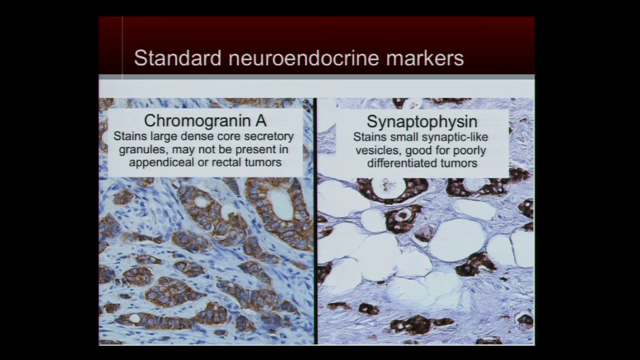 Standard neuroendocrine markers
Chromogranin A
Stains large dense core secretory
granules, may not be present in
appendiceal or rectal tumors
Synaptophysin
Stains small synaptic-like
vesicles, good for poorly
differentiated tumors